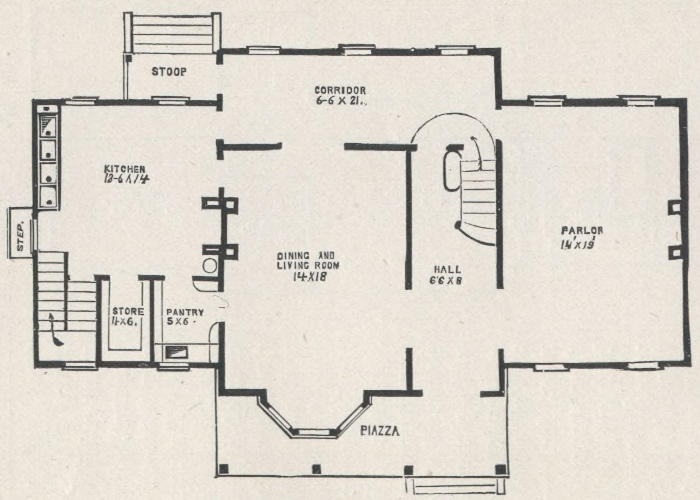 STOOP
CORRIDOR
6-6 X 21.
KITCHEN
12-6 X 14
STEP.
DINING AND
LIVING ROOM
14 X 18
PARLOR
14' X 19'
HALL
6'6 X 8
STORE
4 X 6.
PANTRY
5 X 6.
PIAZZA